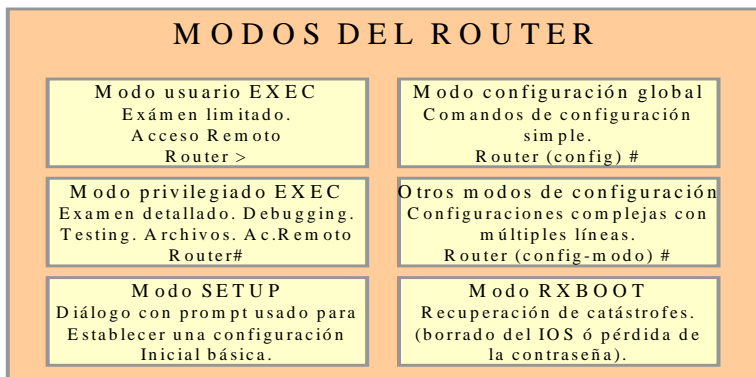 MODOS DEL ROUTER
Modo usuario EXEC
Exámen limitado.
Acceso Remoto
Router >
Modo configuración global
Comandos de configuración
simple.
Router (config) #
Modo privilegiado EXEC
Examen detallado. Debugging.
Testing. Archivos. Ac.Remoto
Router#
Otros modos de configuración
Configuraciones complejas con
múltiples líneas.
Router (config-modo) #
Modo SETUP
Diálogo con prompt usado para
Establecer una configuración
Inicial básica.
Modo RXBOOT
Recuperación de catástrofes.
(borrado del IOS ó pérdida de
la contraseña).